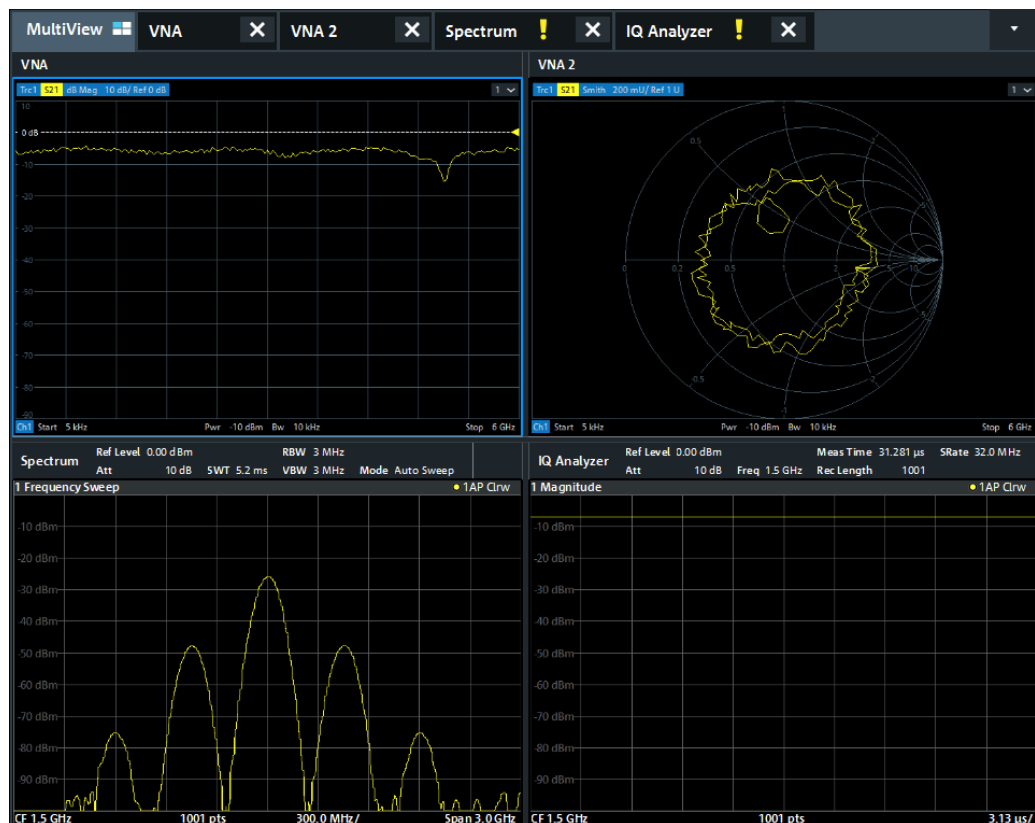 MultiView VNA VNA 2 Spectrum ! IQ Analyzer !
VNA
Trc1 S21 dB Mag 10 dB/ Ref 0 dB 1
10
0 dB
-10
-20
-30
-40
-50
-60
-70
-80
-90
Ch1 Start 5 kHz Pwr -10 dBm Bw 10 kHz Stop 6 GHz
VNA 2
Trc1 S21 Smith 200 mU/ Ref 1 U 1
1
0.5
2
5
0 0.2 0.5 1 2 5 10
-5
-0.5
-2
-1
Ch1 Start 5 kHz Pwr -10 dBm Bw 10 kHz Stop 6 GHz
Spectrum
Ref Level 0.00 dBm RBW 3 MHz
Att 10 dB SWT 5.2 ms VBW 3 MHz Mode Auto Sweep
1 Frequency Sweep 1AP Clrw
-10 dBm
-20 dBm
-30 dBm
-40 dBm
-50 dBm
-60 dBm
-70 dBm
-80 dBm
-90 dBm
CF 1.5 GHz 1001 pts 300.0 MHz/ Span 3.0 GHz
IQ Analyzer
Ref Level 0.00 dBm Meas Time 31.281 µs SRate 32.0 MHz
Att 10 dB Freq 1.5 GHz Rec Length 1001
1 Magnitude 1AP Clrw
-10 dBm
-20 dBm
-30 dBm
-40 dBm
-50 dBm
-60 dBm
-70 dBm
-80 dBm
-90 dBm
CF 1.5 GHz 1001 pts 3.13 µs/